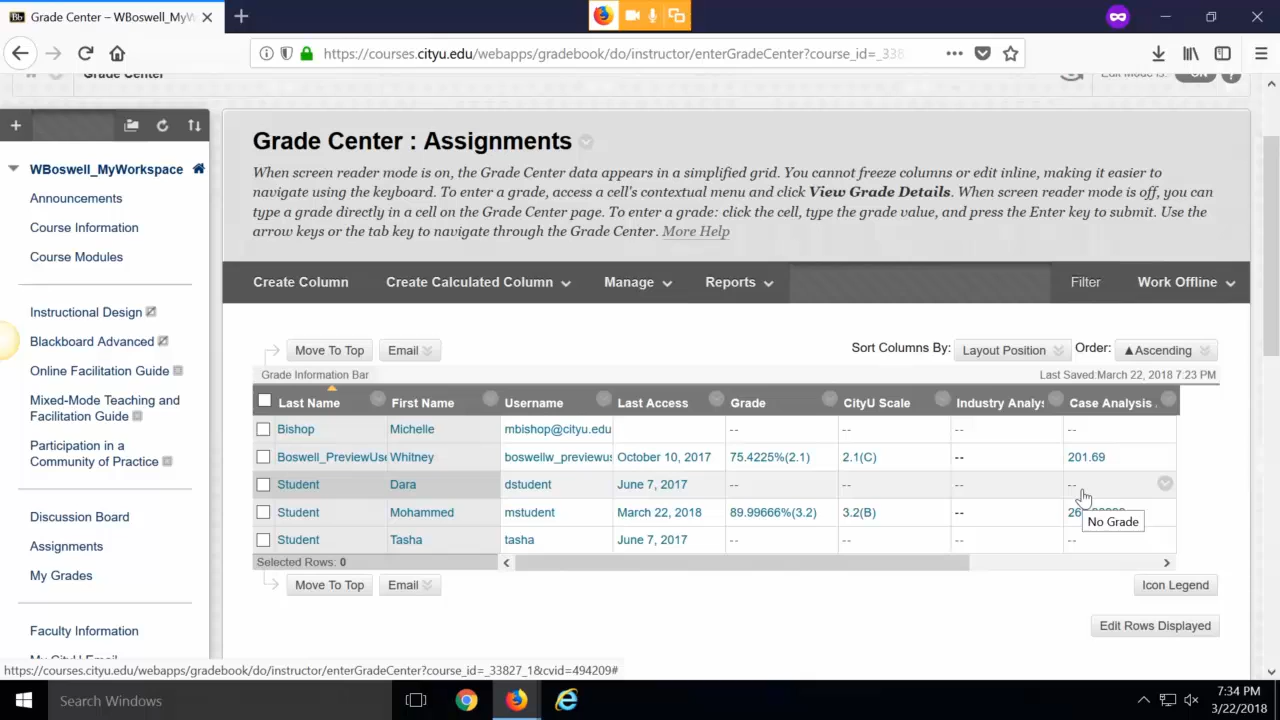 Grade Center – WBoswell_MyW
https://courses.cityu.edu/webapps/gradebook/do/instructor/enterGradeCenter?course_id=_33
Grade Center
Edit Mode is: ON ?
WBoswell_MyWorkspace
Announcements
Course Information
Course Modules
Instructional Design
Blackboard Advanced
Online Facilitation Guide
Mixed-Mode Teaching and
Facilitation Guide
Participation in a
Community of Practice
Discussion Board
Assignments
My Grades
Faculty Information
My CityU Email
Grade Center : Assignments
When screen reader mode is on, the Grade Center data appears in a simplified grid. You cannot freeze columns or edit inline, making it easier to
navigate using the keyboard. To enter a grade, access a cell's contextual menu and click View Grade Details. When screen reader mode is off, you can
type a grade directly in a cell on the Grade Center page. To enter a grade: click the cell, type the grade value, and press the Enter key to submit. Use the
arrow keys or the tab key to navigate through the Grade Center. More Help
Create Column Create Calculated Column Manage Reports Filter Work Offline
Move To Top Email Sort Columns By: Layout Position Order: ▲Ascending
Grade Information Bar Last Saved:March 22, 2018 7:23 PM
Last Name First Name Username Last Access Grade CityU Scale Industry Analys Case Analysis
Bishop Michelle mbishop@cityu.edu -- -- -- --
Boswell_PreviewUse Whitney boswellw_previewus October 10, 2017 75.4225%(2.1) 2.1(C) -- 201.69
Student Dara dstudent June 7, 2017 -- -- -- --
Student Mohammed mstudent March 22, 2018 89.99666%(3.2) 3.2(B) -- 26
No Grade
Student Tasha tasha June 7, 2017 -- -- --
Selected Rows: 0
Move To Top Email Icon Legend
Edit Rows Displayed
https://courses.cityu.edu/webapps/gradebook/do/instructor/enterGradeCenter?course_id=_33827_1&cvid=494209#
Search Windows
7:34 PM
3/22/2018